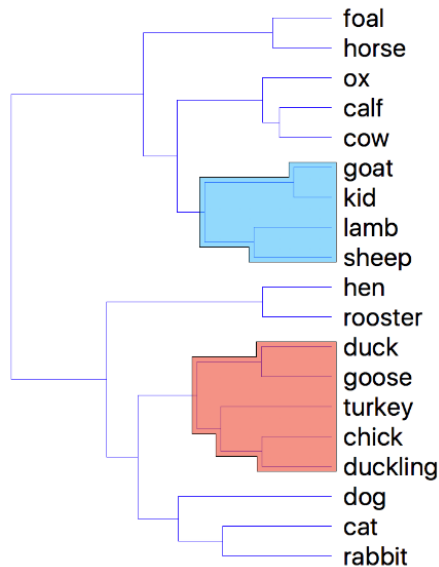 foal
horse
ox
calf
cow
goat
kid
lamb
sheep
hen
rooster
duck
goose
turkey
chick
duckling
dog
cat
rabbit